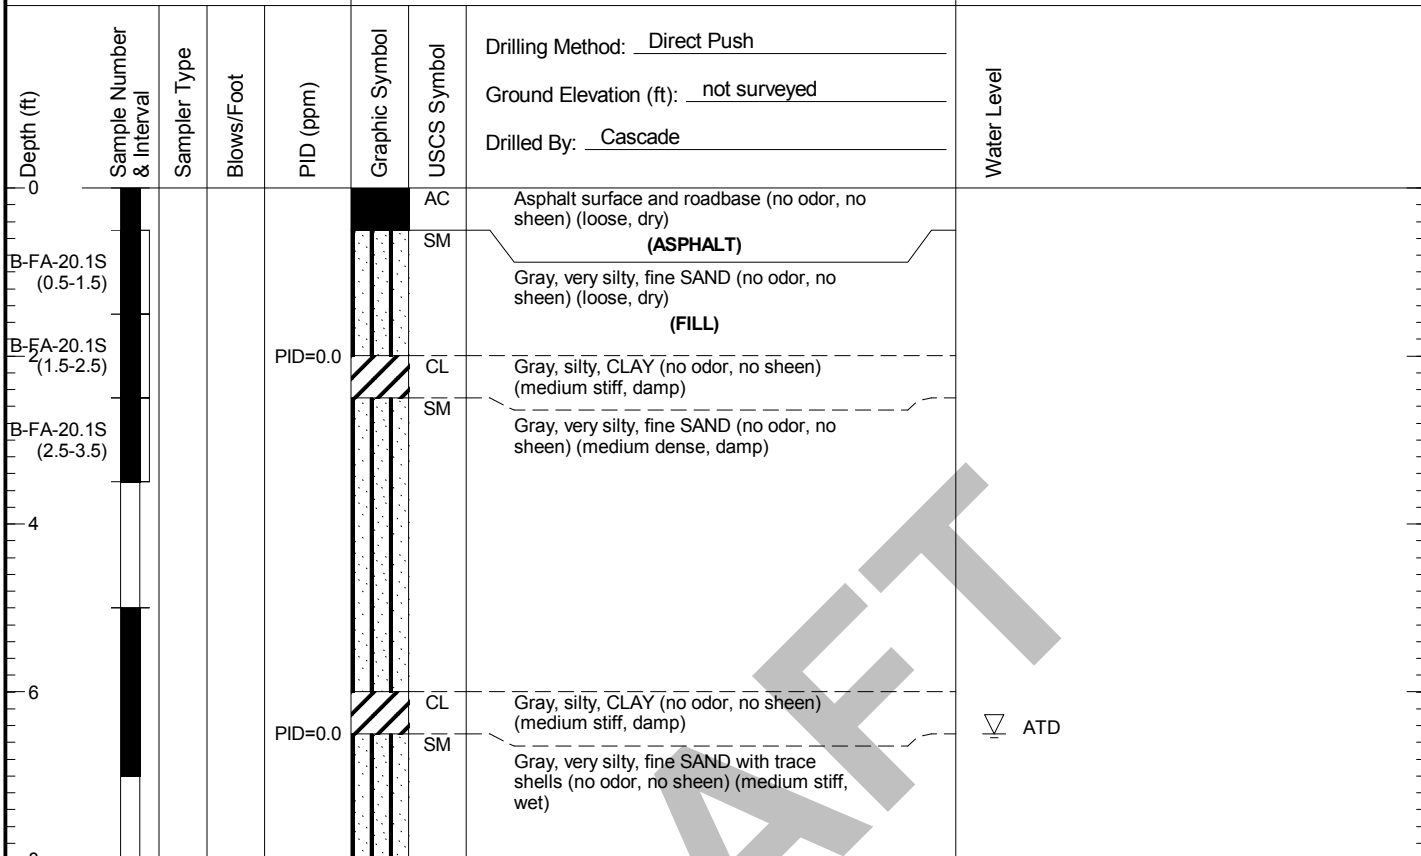 Depth (ft)
Sample Number
& Interval
Sampler Type
Blows/Foot
PID (ppm)
Graphic Symbol
USCS Symbol
Drilling Method: Direct Push
Ground Elevation (ft): not surveyed
Drilled By: Cascade
Water Level
0
AC
Asphalt surface and roadbase (no odor, no
sheen) (loose, dry)
(ASPHALT)
SM
B-FA-20.1S
(0.5-1.5)
Gray, very silty, fine SAND (no odor, no
sheen) (loose, dry)
(FILL)
B-FA-20.1S
2
(1.5-2.5)
PID=0.0
CL
Gray, silty, CLAY (no odor, no sheen)
(medium stiff, damp)
SM
B-FA-20.1S
(2.5-3.5)
Gray, very silty, fine SAND (no odor, no
sheen) (medium dense, damp)
4
6
CL
Gray, silty, CLAY (no odor, no sheen)
(medium stiff, damp)
PID=0.0
ATD
SM
Gray, very silty, fine SAND with trace
shells (no odor, no sheen) (medium stiff,
wet)
AFT